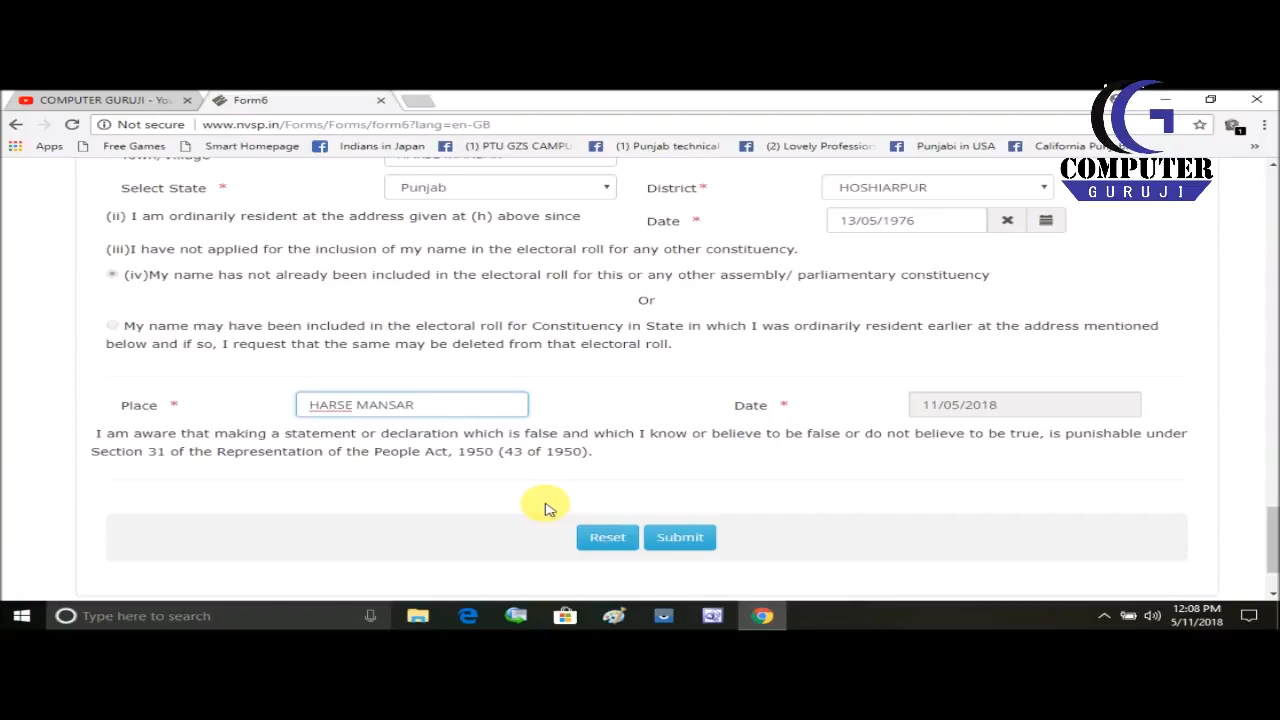 COMPUTER GURUJI - You
Form6
Not secure
www.nvsp.in/Forms/Forms/form6?lang=en-GB
Apps
Free Games
Smart Homepage
Indians in Japan
(1) PTU GZS CAMPU
(1) Punjab technical
(2) Lovely Profession
Punjabi in USA
California Punj
COMPUTER
GURUJI
Town/Village
Select State *
Punjab
District*
HOSHIARPUR
(ii) I am ordinarily resident at the address given at (h) above since
Date *
13/05/1976
(iii)I have not applied for the inclusion of my name in the electoral roll for any other constituency.
(iv)My name has not already been included in the electoral roll for this or any other assembly/ parliamentary constituency
Or
My name may have been included in the electoral roll for Constituency in State in which I was ordinarily resident earlier at the address mentioned
below and if so, I request that the same may be deleted from that electoral roll.
Place *
HARSE MANSAR
Date *
11/05/2018
I am aware that making a statement or declaration which is false and which I know or believe to be false or do not believe to be true, is punishable under
Section 31 of the Representation of the People Act, 1950 (43 of 1950).
Reset
Submit
Type here to search
12:08 PM
5/11/2018